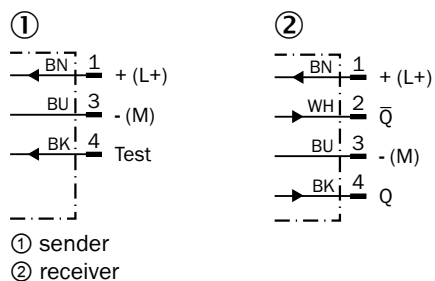 ①
BN 1 + (L+)
BU 3 - (M)
BK 4 Test
②
BN 1 + (L+)
WH 2 Q̅
BU 3 - (M)
BK 4 Q
① sender
② receiver